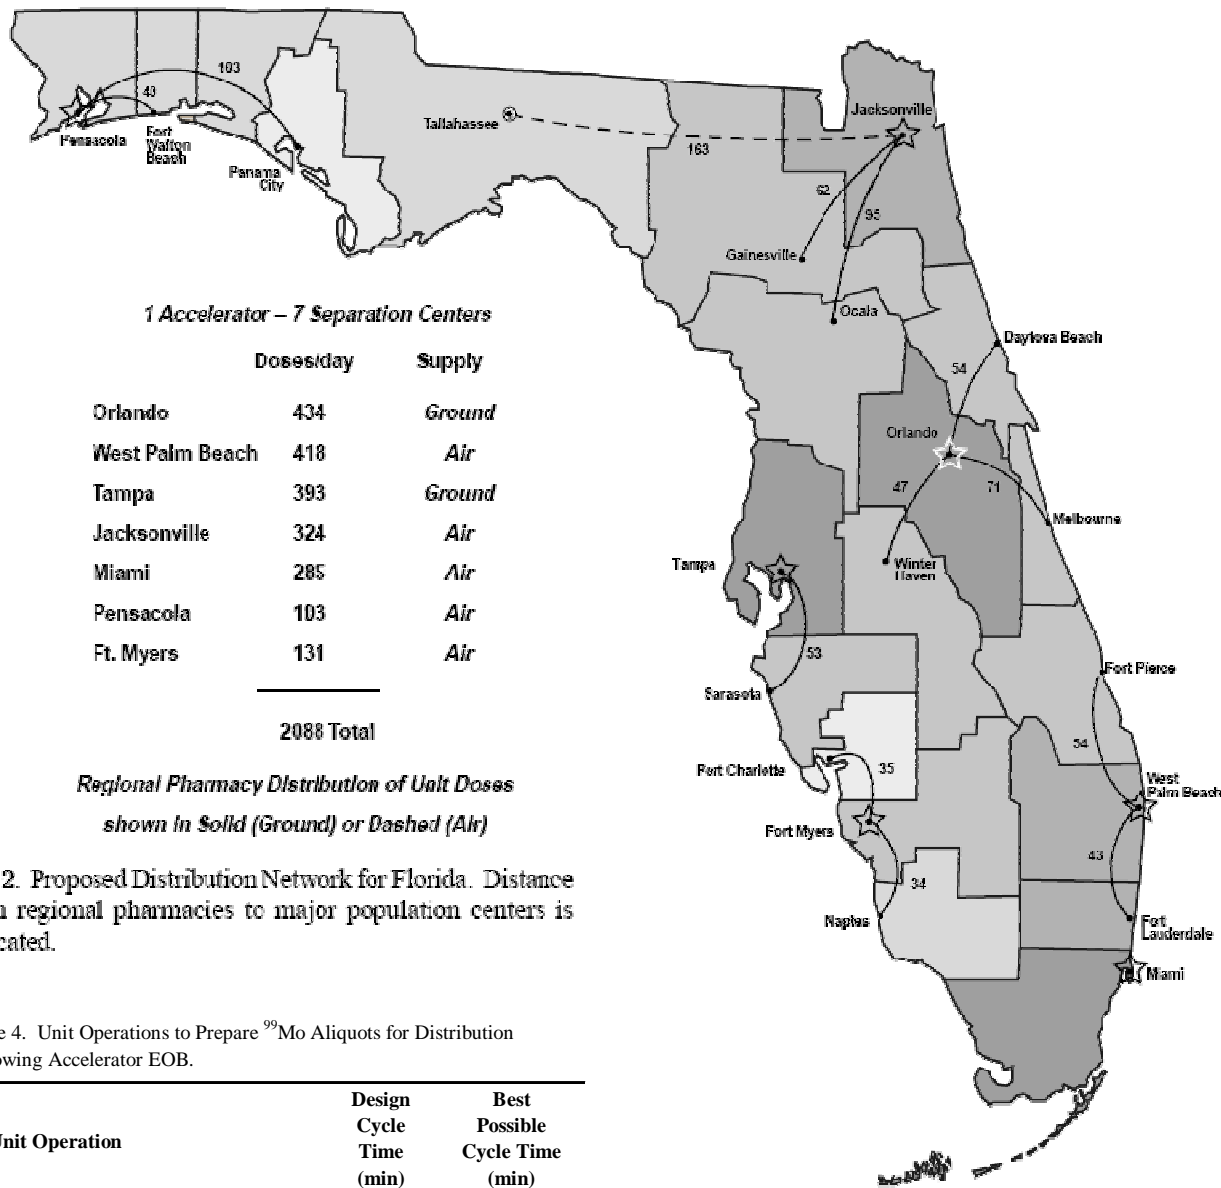 103
43
Pensacola
Fort
Walton
Beach
Panama
City
Tallahassee
Jacksonville
163
62
95
Gainesville
Ocala
Daytona Beach
54
Orlando
47
71
Melbourne
Winter
Haven
Tampa
53
Sarasota
Fort Pierce
54
West
Palm Beach
Port Charlotte
35
Fort Myers
43
34
Naples
Fort
Lauderdale
Miami
1 Accelerator – 7 Separation Centers
Doses/day Supply
Orlando 434 Ground
West Palm Beach 418 Air
Tampa 393 Ground
Jacksonville 324 Air
Miami 285 Air
Pensacola 103 Air
Ft. Myers 131 Air
2088 Total
Regional Pharmacy Distribution of Unit Doses
shown in Solid (Ground) or Dashed (Air)
2. Proposed Distribution Network for Florida. Distance
regional pharmacies to major population centers is
cated.
e 4. Unit Operations to Prepare ⁹⁹Mo Aliquots for Distribution
owing Accelerator EOB.
Unit Operation
Design
Cycle
Time
(min)
Best
Possible
Cycle Time
(min)